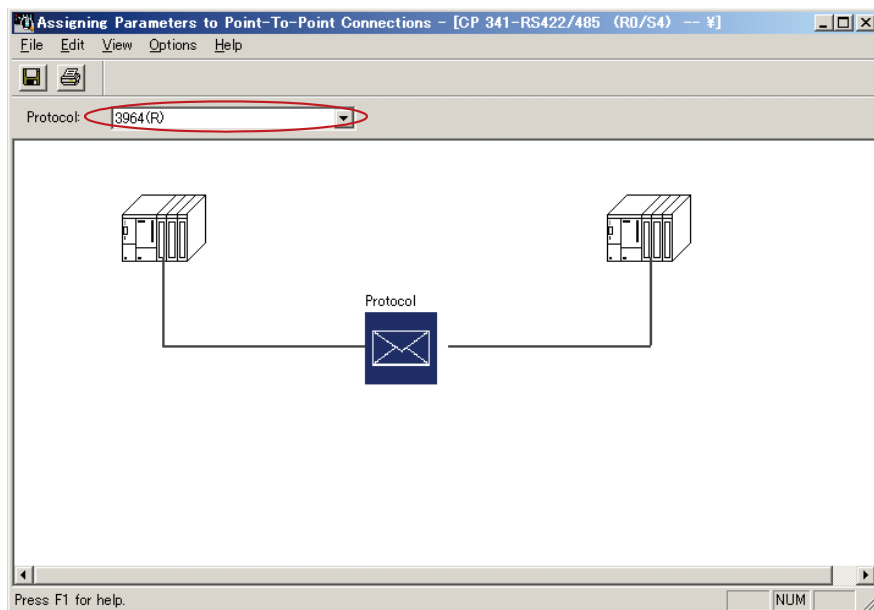 Assigning Parameters to Point-To-Point Connections - [CP 341-RS422/485 (R0/S4) -- ¥]
File Edit View Options Help
Protocol: 3964(R)
Protocol
Press F1 for help.
NUM